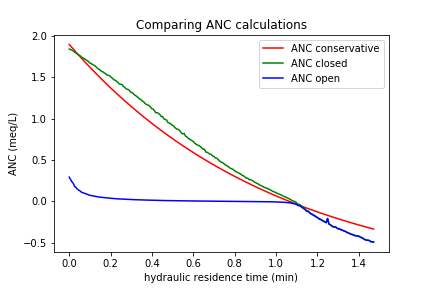 Comparing ANC calculations
2.0
1.5
1.0
0.5
0.0
−0.5
ANC (meq/L)
ANC conservative
ANC closed
ANC open
0.0 0.2 0.4 0.6 0.8 1.0 1.2 1.4
hydraulic residence time (min)